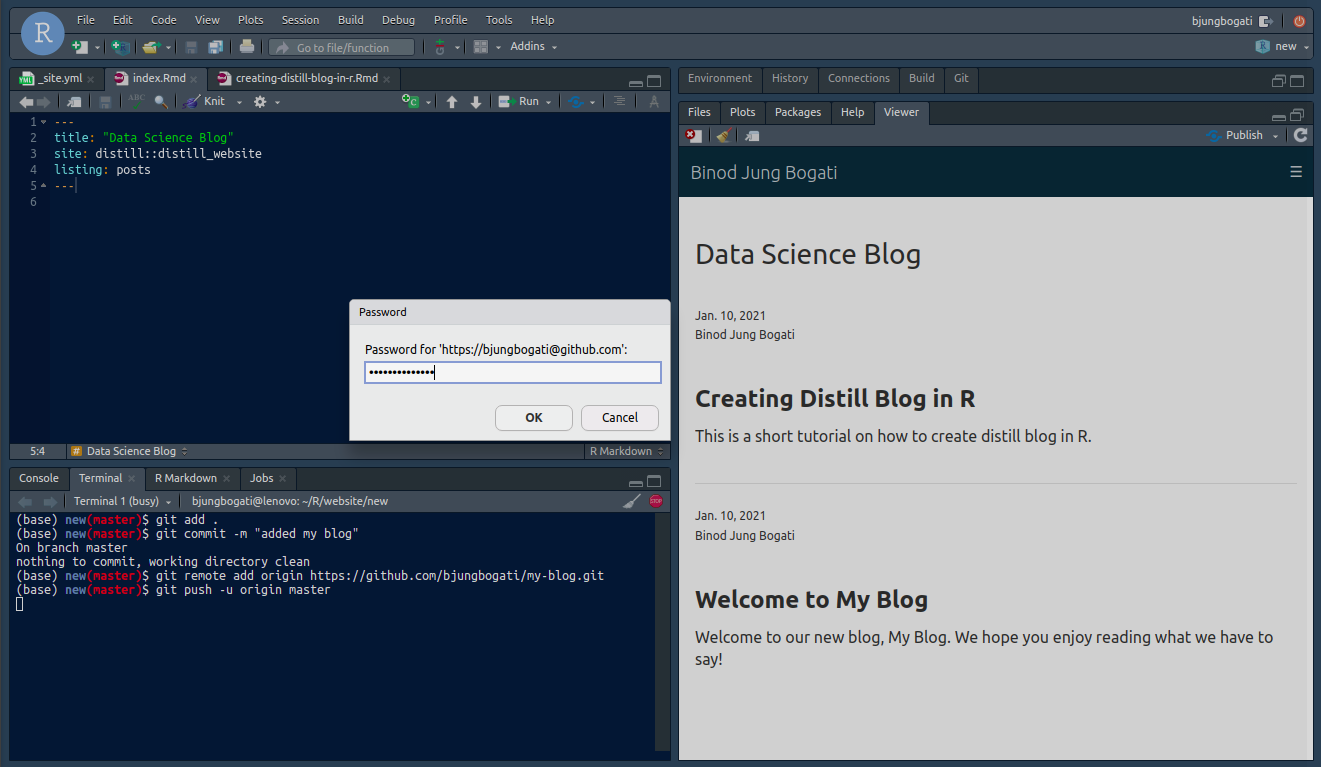 R
File Edit Code View Plots Session Build Debug Profile Tools Help
bjungbogati
Go to file/function
Addins
R new
YML _site.yml
index.Rmd
creating-distill-blog-in-r.Rmd
ABC
Knit
C
Run
1 ---
2 title: "Data Science Blog"
3 site: distill::distill_website
4 listing: posts
5 ---
6
5:4
# Data Science Blog
R Markdown
Password
Password for 'https://bjungbogati@github.com':
••••••••••••••
OK
Cancel
Console Terminal R Markdown Jobs
Terminal 1 (busy)
bjungbogati@lenovo: ~/R/website/new
STOP
(base) new(master)$ git add .
(base) new(master)$ git commit -m "added my blog"
On branch master
nothing to commit, working directory clean
(base) new(master)$ git remote add origin https://github.com/bjungbogati/my-blog.git
(base) new(master)$ git push -u origin master
Environment History Connections Build Git
Files Plots Packages Help Viewer
Publish
Binod Jung Bogati
Data Science Blog
Jan. 10, 2021
Binod Jung Bogati
Creating Distill Blog in R
This is a short tutorial on how to create distill blog in R.
Jan. 10, 2021
Binod Jung Bogati
Welcome to My Blog
Welcome to our new blog, My Blog. We hope you enjoy reading what we have to
say!